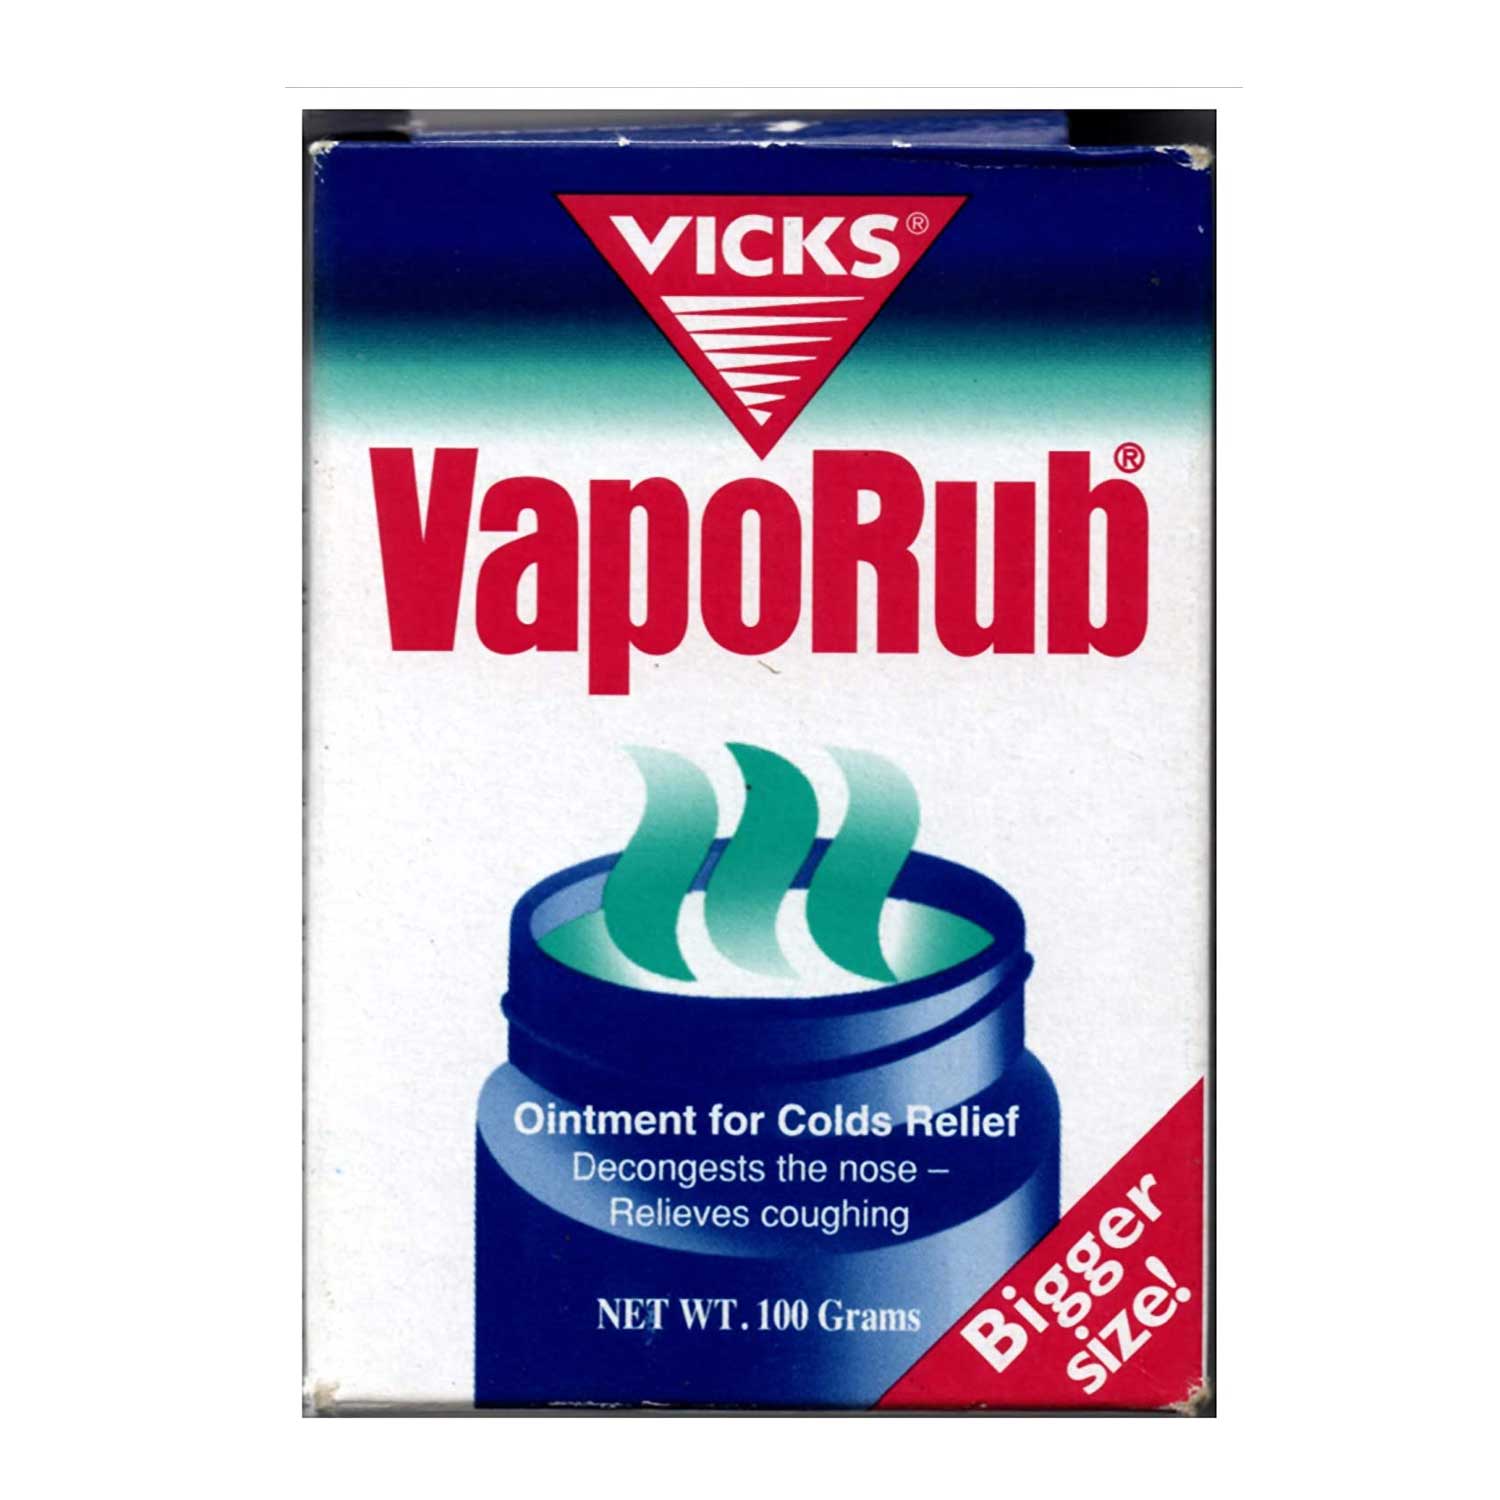 VICKS®
VapoRub®
Ointment for Colds Relief
Decongests the nose –
Relieves coughing
NET WT. 100 Grams
Bigger
size!